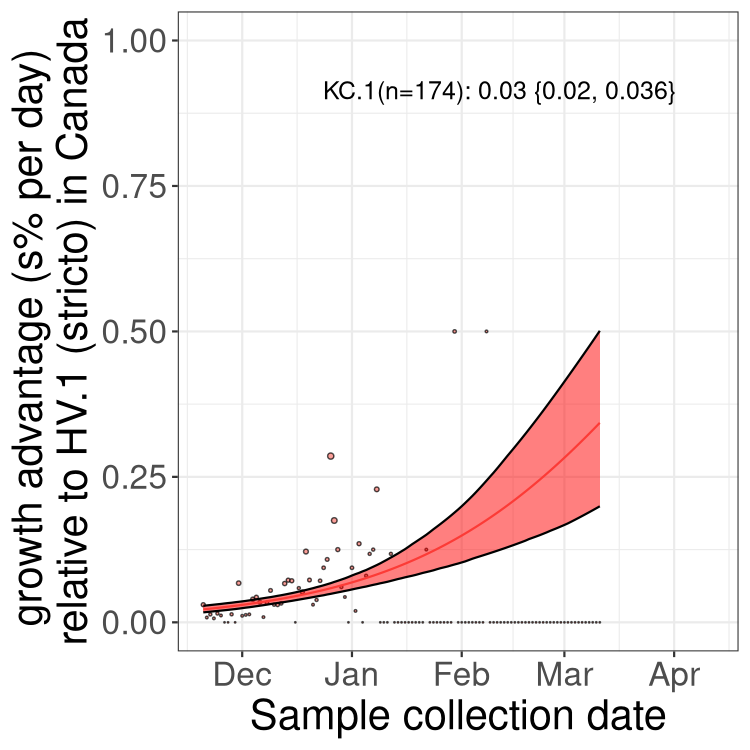 growth advantage (s% per day)
relative to HV.1 (stricto) in Canada
1.00
0.75
0.50
0.25
0.00
KC.1(n=174): 0.03 {0.02, 0.036}
Dec Jan Feb Mar Apr
Sample collection date